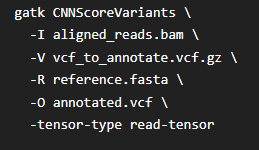 gatk CNNScoreVariants \
-I aligned_reads.bam \
-V vcf_to_annotate.vcf.gz \
-R reference.fasta \
-O annotated.vcf \
-tensor-type read-tensor